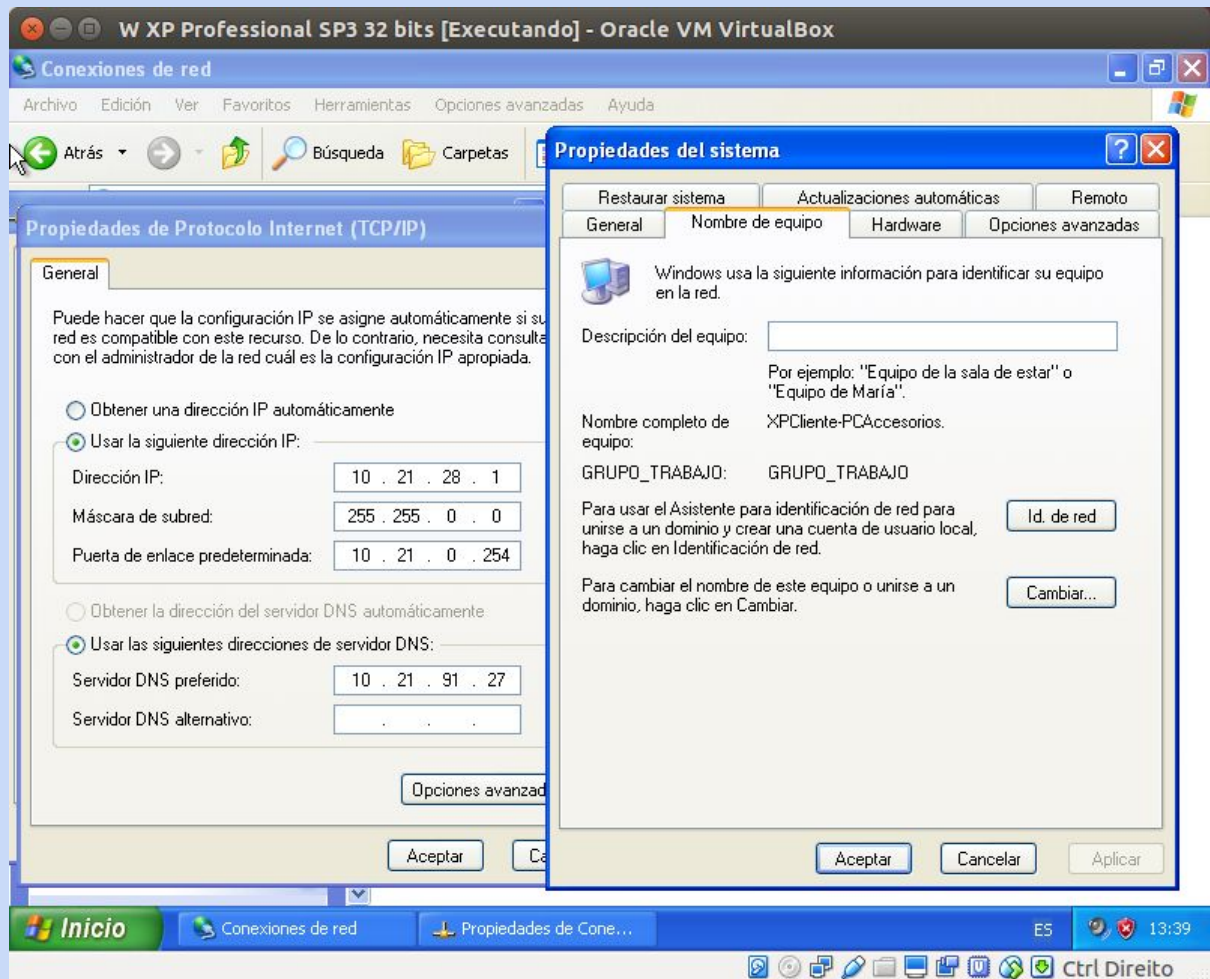 W XP Professional SP3 32 bits [Executando] - Oracle VM VirtualBox
Conexiones de red
Archivo Edición Ver Favoritos Herramientas Opciones avanzadas Ayuda
Atrás Búsqueda Carpetas
Propiedades de Protocolo Internet (TCP/IP)
General
Puede hacer que la configuración IP se asigne automáticamente si su
red es compatible con este recurso. De lo contrario, necesita consulta
con el administrador de la red cuál es la configuración IP apropiada.
Obtener una dirección IP automáticamente
Usar la siguiente dirección IP:
Dirección IP: 10 . 21 . 28 . 1
Máscara de subred: 255 . 255 . 0 . 0
Puerta de enlace predeterminada: 10 . 21 . 0 . 254
Obtener la dirección del servidor DNS automáticamente
Usar las siguientes direcciones de servidor DNS:
Servidor DNS preferido: 10 . 21 . 91 . 27
Servidor DNS alternativo: . . .
Opciones avanzad
Aceptar Ca
Propiedades del sistema
Restaurar sistema Actualizaciones automáticas Remoto
General Nombre de equipo Hardware Opciones avanzadas
Windows usa la siguiente información para identificar su equipo
en la red.
Descripción del equipo:
Por ejemplo: "Equipo de la sala de estar" o
"Equipo de María".
Nombre completo de XPCliente-PCAccesorios.
equipo:
GRUPO_TRABAJO: GRUPO_TRABAJO
Para usar el Asistente para identificación de red para
unirse a un dominio y crear una cuenta de usuario local,
haga clic en Identificación de red.
Id. de red
Para cambiar el nombre de este equipo o unirse a un
dominio, haga clic en Cambiar.
Cambiar...
Aceptar Cancelar Aplicar
Inicio Conexiones de red Propiedades de Cone... ES 13:39
Ctrl Direito